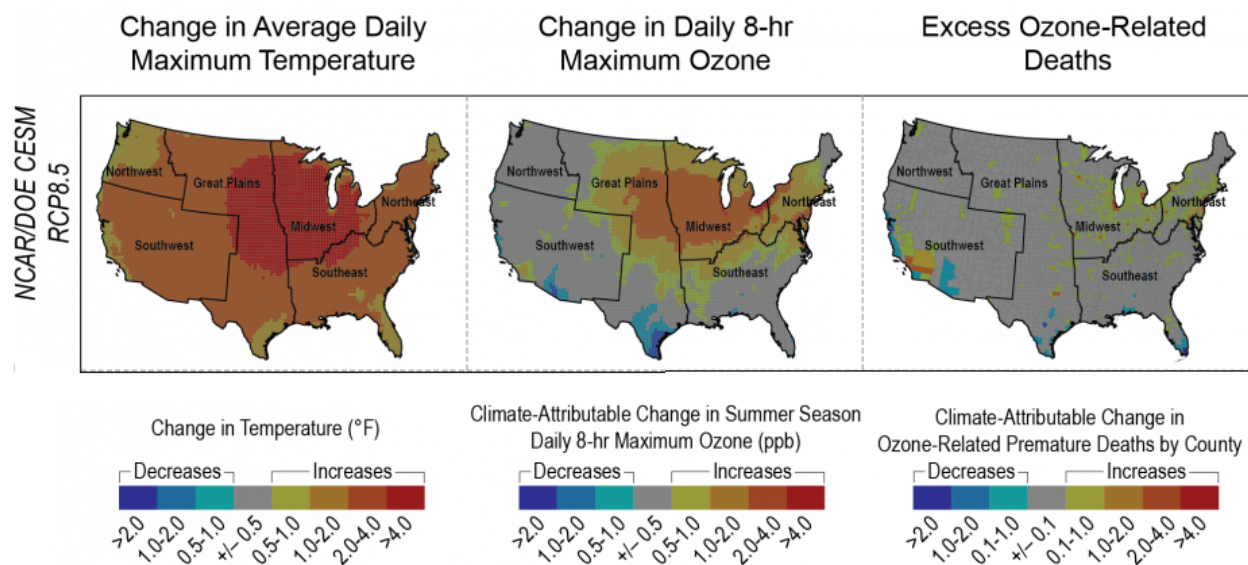 Change in Average Daily
Maximum Temperature
Change in Daily 8-hr
Maximum Ozone
Excess Ozone-Related
Deaths
NCAR/DOE CESM
RCP8.5
Northwest
Great Plains
Northeast
Midwest
Southwest
Southeast
Northwest
Great Plains
Northeast
Midwest
Southwest
Southeast
Northwest
Great Plains
Northeast
Midwest
Southwest
Southeast
Change in Temperature (°F)
Decreases Increases
>2.0 1.0-2.0 0.5-1.0 +/− 0.5 0.5-1.0 1.0-2.0 2.0-4.0 >4.0
Climate-Attributable Change in Summer Season
Daily 8-hr Maximum Ozone (ppb)
Decreases Increases
>2.0 1.0-2.0 0.5-1.0 +/− 0.5 0.5-1.0 1.0-2.0 2.0-4.0 >4.0
Climate-Attributable Change in
Ozone-Related Premature Deaths by County
Decreases Increases
>2.0 1.0-2.0 0.1-1.0 +/− 0.1 0.1-1.0 1.0-2.0 2.0-4.0 >4.0